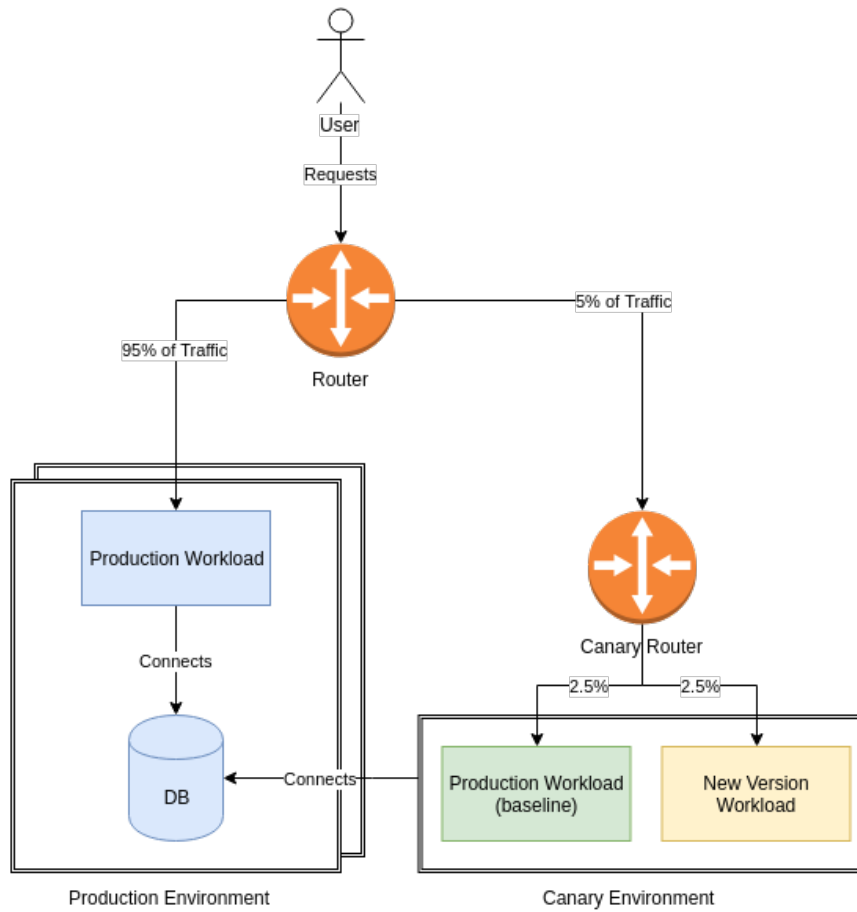 User
Requests
5% of Traffic
95% of Traffic
Router
Production Workload
Canary Router
Connects
2.5%
2.5%
Connects
DB
Production Workload
(baseline)
New Version
Workload
Production Environment
Canary Environment